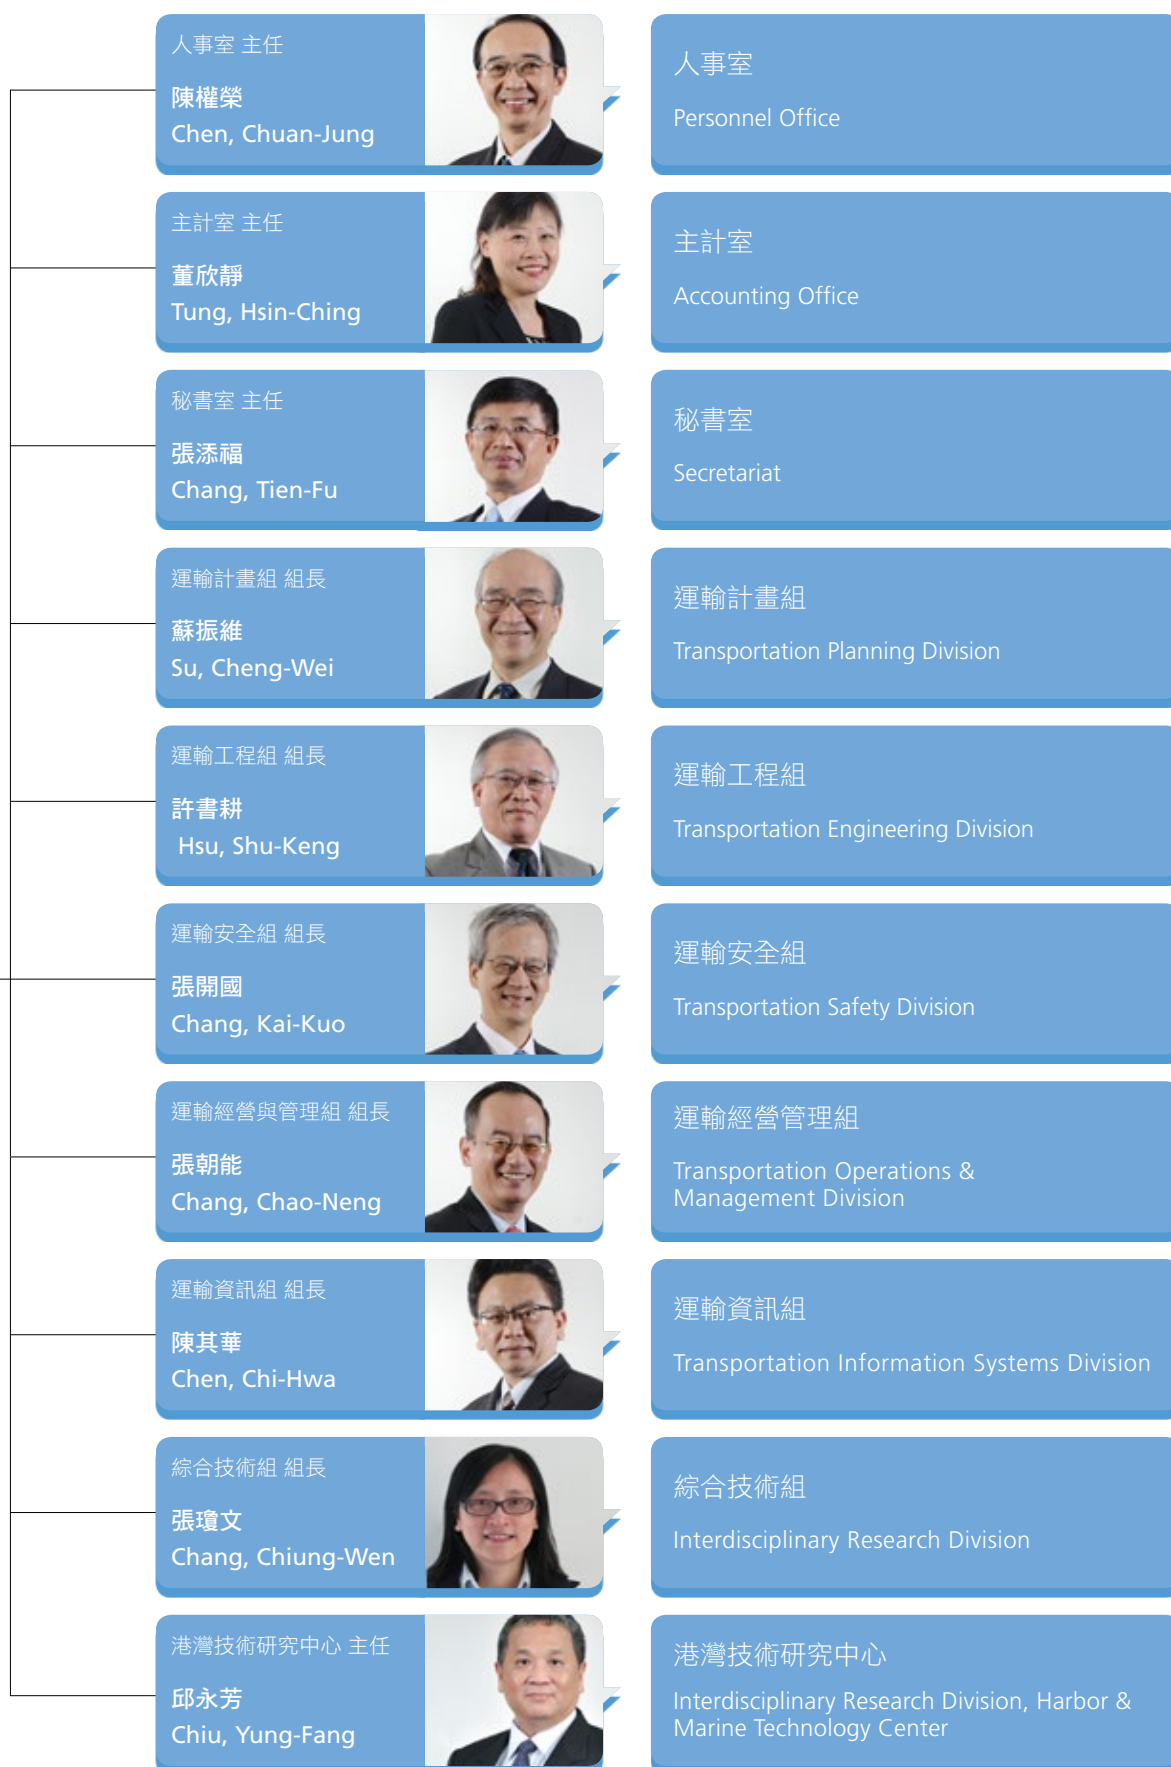 人事室 主任
陳權榮
Chen, Chuan-Jung
人事室
Personnel Office
主計室 主任
董欣靜
Tung, Hsin-Ching
主計室
Accounting Office
秘書室 主任
張添福
Chang, Tien-Fu
秘書室
Secretariat
運輸計畫組 組長
蘇振維
Su, Cheng-Wei
運輸計畫組
Transportation Planning Division
運輸工程組 組長
許書耕
Hsu, Shu-Keng
運輸工程組
Transportation Engineering Division
運輸安全組 組長
張開國
Chang, Kai-Kuo
運輸安全組
Transportation Safety Division
運輸經營與管理組 組長
張朝能
Chang, Chao-Neng
運輸經營管理組
Transportation Operations &
Management Division
運輸資訊組 組長
陳其華
Chen, Chi-Hwa
運輸資訊組
Transportation Information Systems Division
綜合技術組 組長
張瓊文
Chang, Chiung-Wen
綜合技術組
Interdisciplinary Research Division
港灣技術研究中心 主任
邱永芳
Chiu, Yung-Fang
港灣技術研究中心
Interdisciplinary Research Division, Harbor &
Marine Technology Center